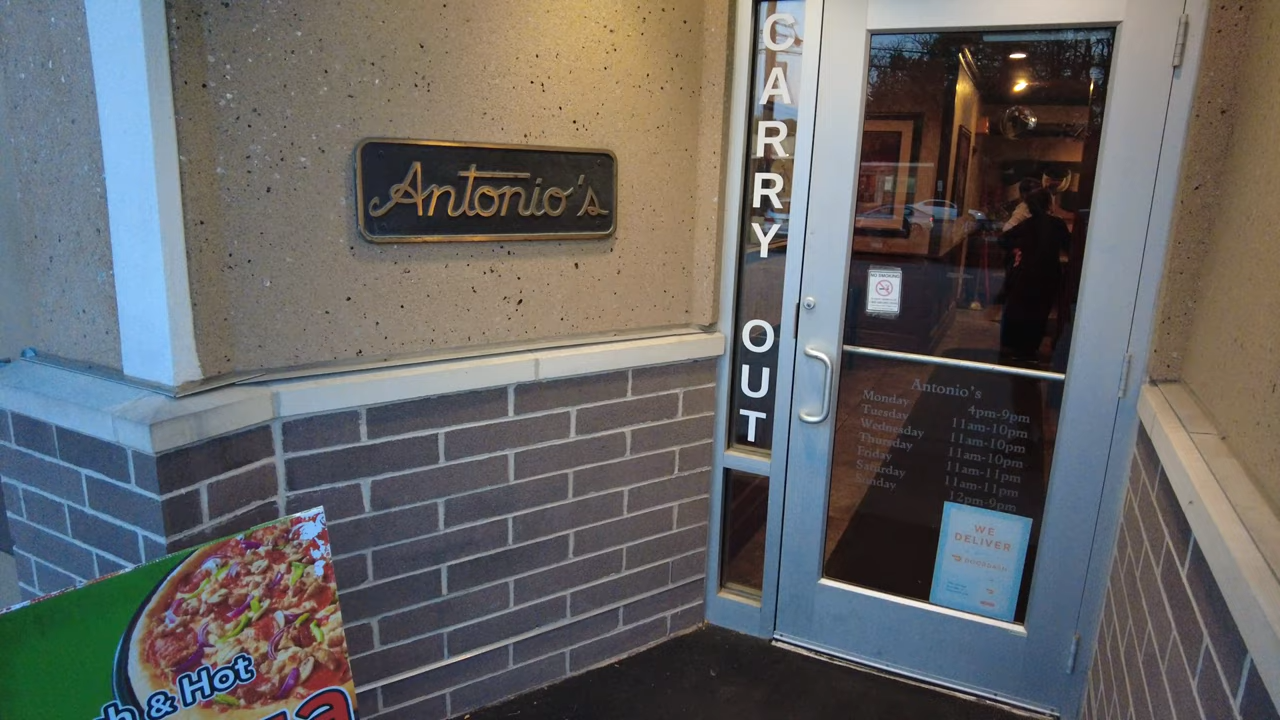 Antonio's
CARRY OUT
NO SMOKING
Antonio's
Monday 4pm-9pm
Tuesday 11am-10pm
Wednesday 11am-10pm
Thursday 11am-10pm
Friday 11am-11pm
Saturday 11am-11pm
Sunday 12pm-9pm
WE
DELIVER
DOORDASH
& Hot